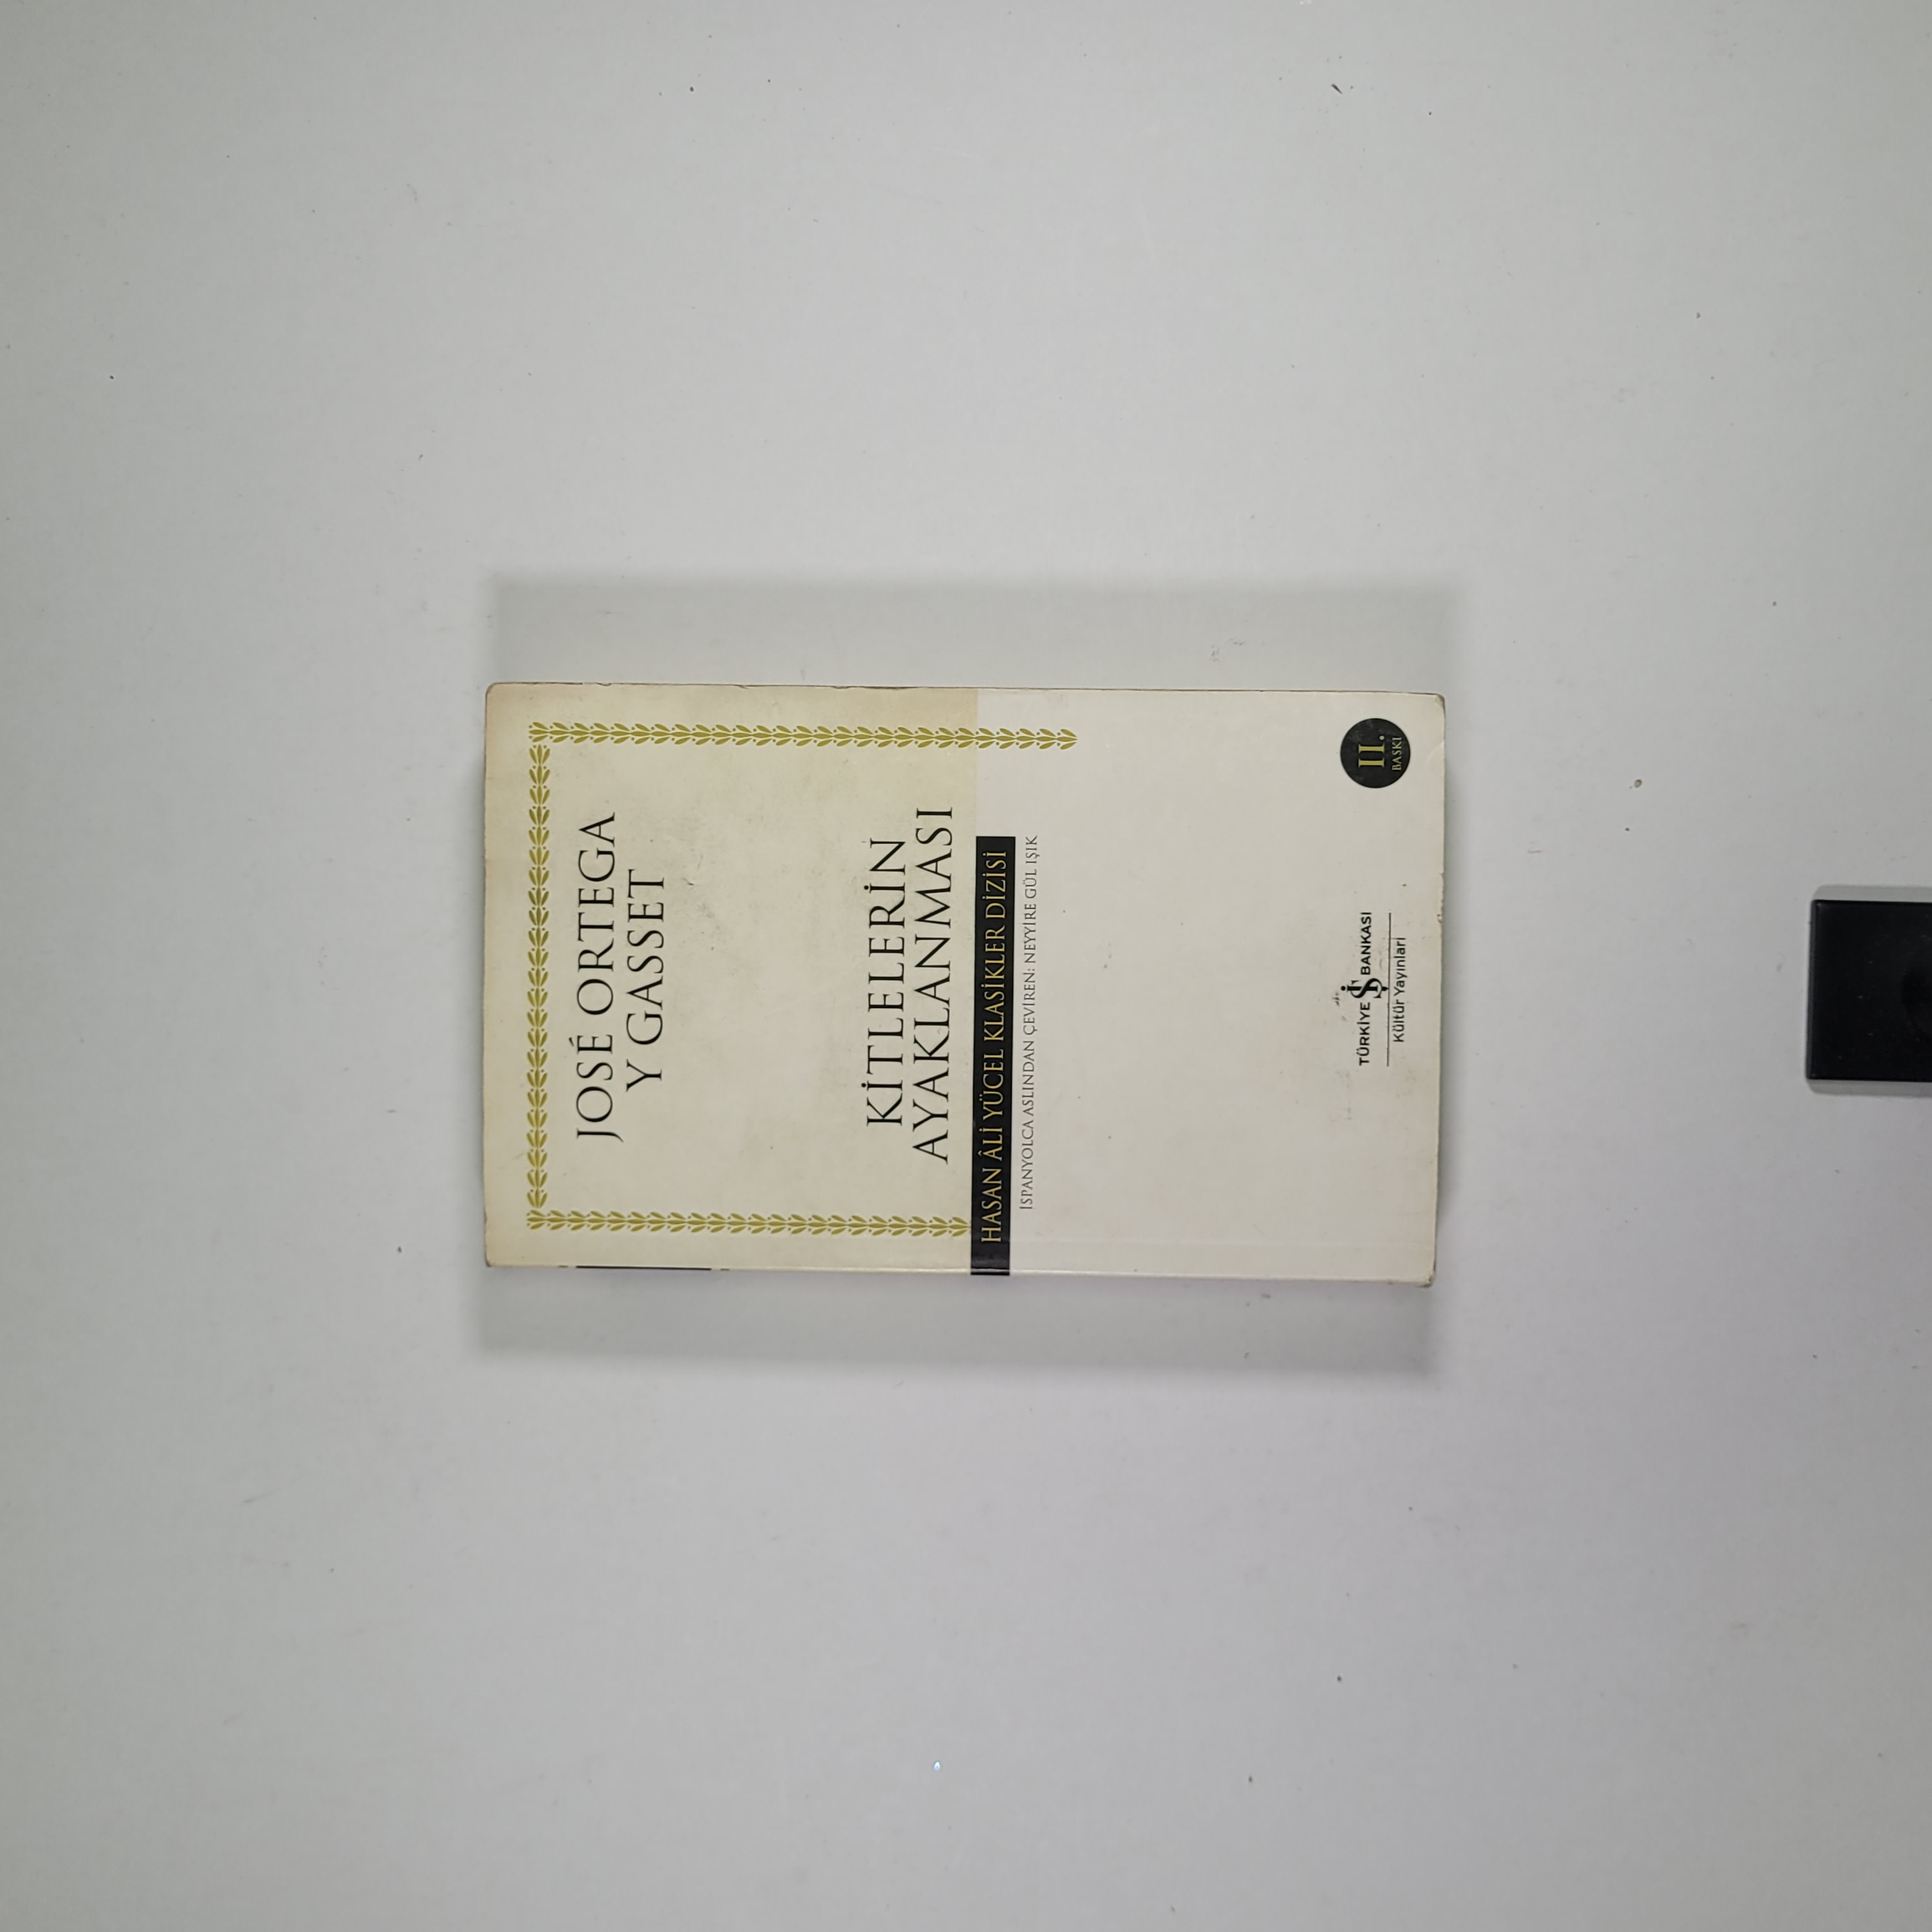 JOSÉ ORTEGA
Y GASSET
KİTLELERİN
AYAKLANMASI
HASAN ÂLİ YÜCEL KLASİKLER DİZİSİ
İSPANYOLCA ASLINDAN ÇEVİREN: NEYYİRE GÜL IŞIK
TÜRKİYE İŞ BANKASI
Kültür Yayınları
II.
BASKI